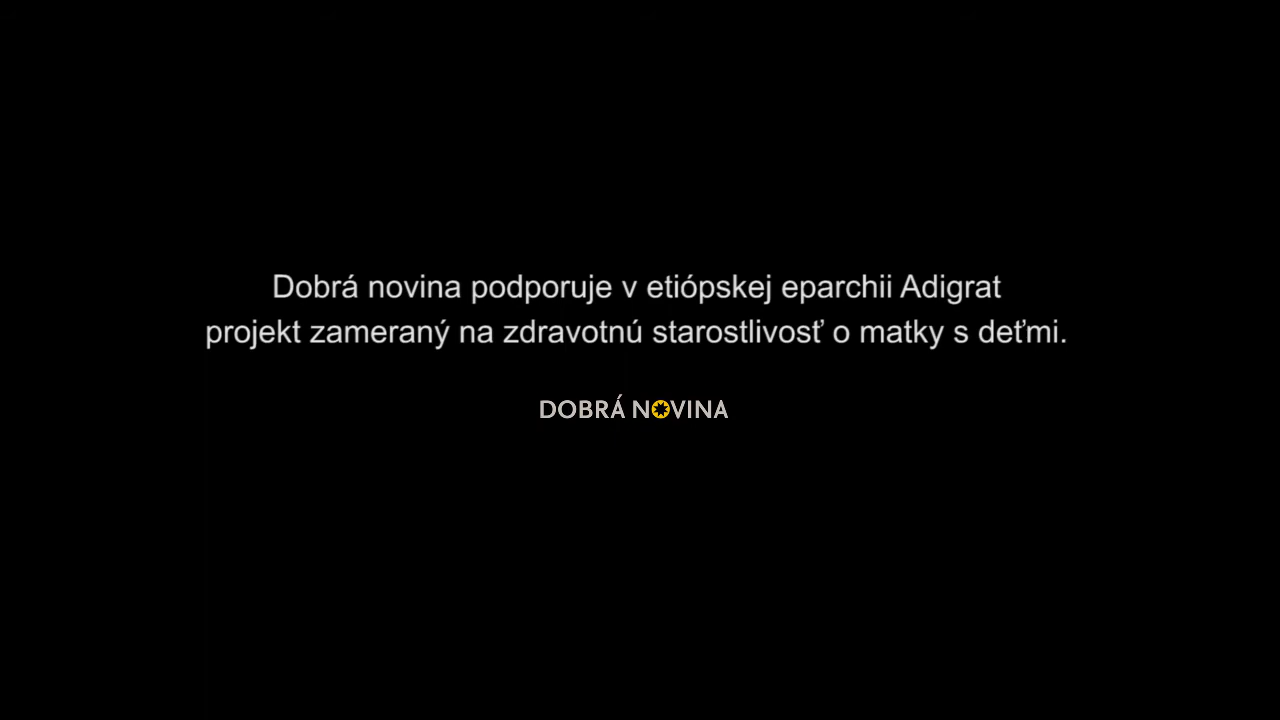 Dobrá novina podporuje v etiópskej eparchii Adigrat
projekt zameraný na zdravotnú starostlivosť o matky s deťmi.
DOBRÁ NOVINA